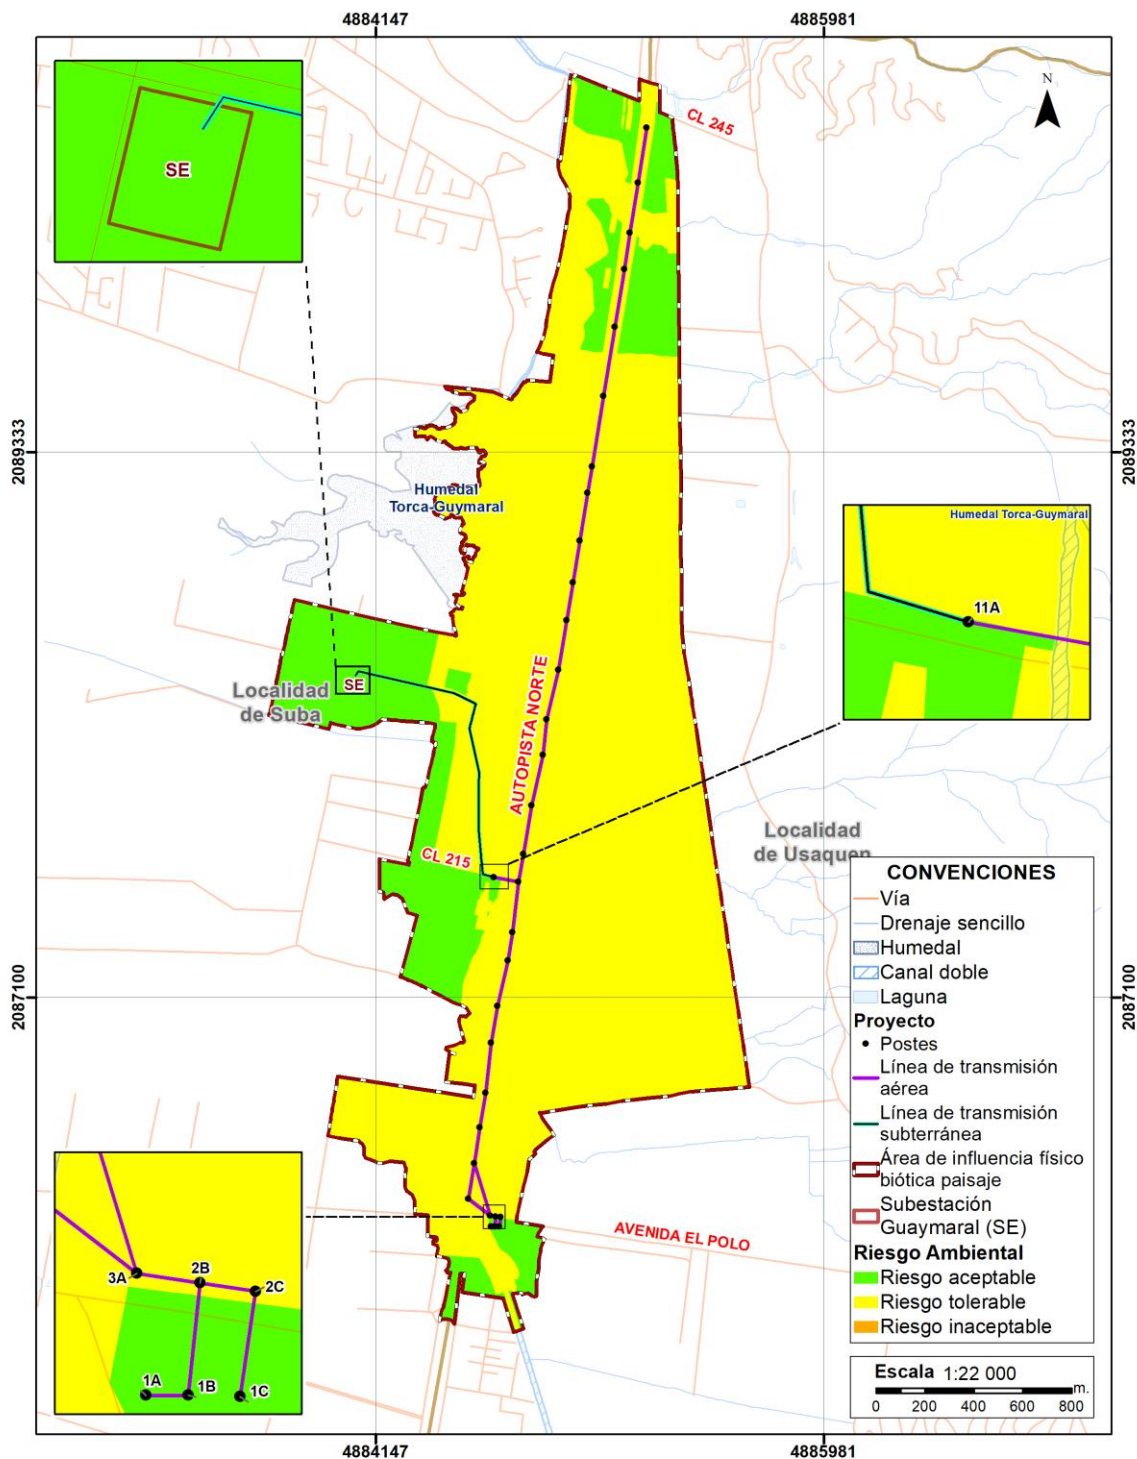 4884147
4885981
N
CL 245
SE
2089333
2089333
Humedal
Torca-Guymaral
Humedal Torca-Guymaral
11A
SE
Localidad
de Suba
AUTOPISTA NORTE
CL 215
Localidad
de Usaquen
2087100
2087100
CONVENCIONES
Vía
Drenaje sencillo
Humedal
Canal doble
Laguna
Proyecto
Postes
Línea de transmisión
aérea
Línea de transmisión
subterránea
Área de influencia físico
biótica paisaje
Subestación
Guaymaral (SE)
Riesgo Ambiental
Riesgo aceptable
Riesgo tolerable
Riesgo inaceptable
AVENIDA EL POLO
3A
2B
2C
1A
1B
1C
Escala 1:22 000
m.
0 200 400 600 800
4884147
4885981